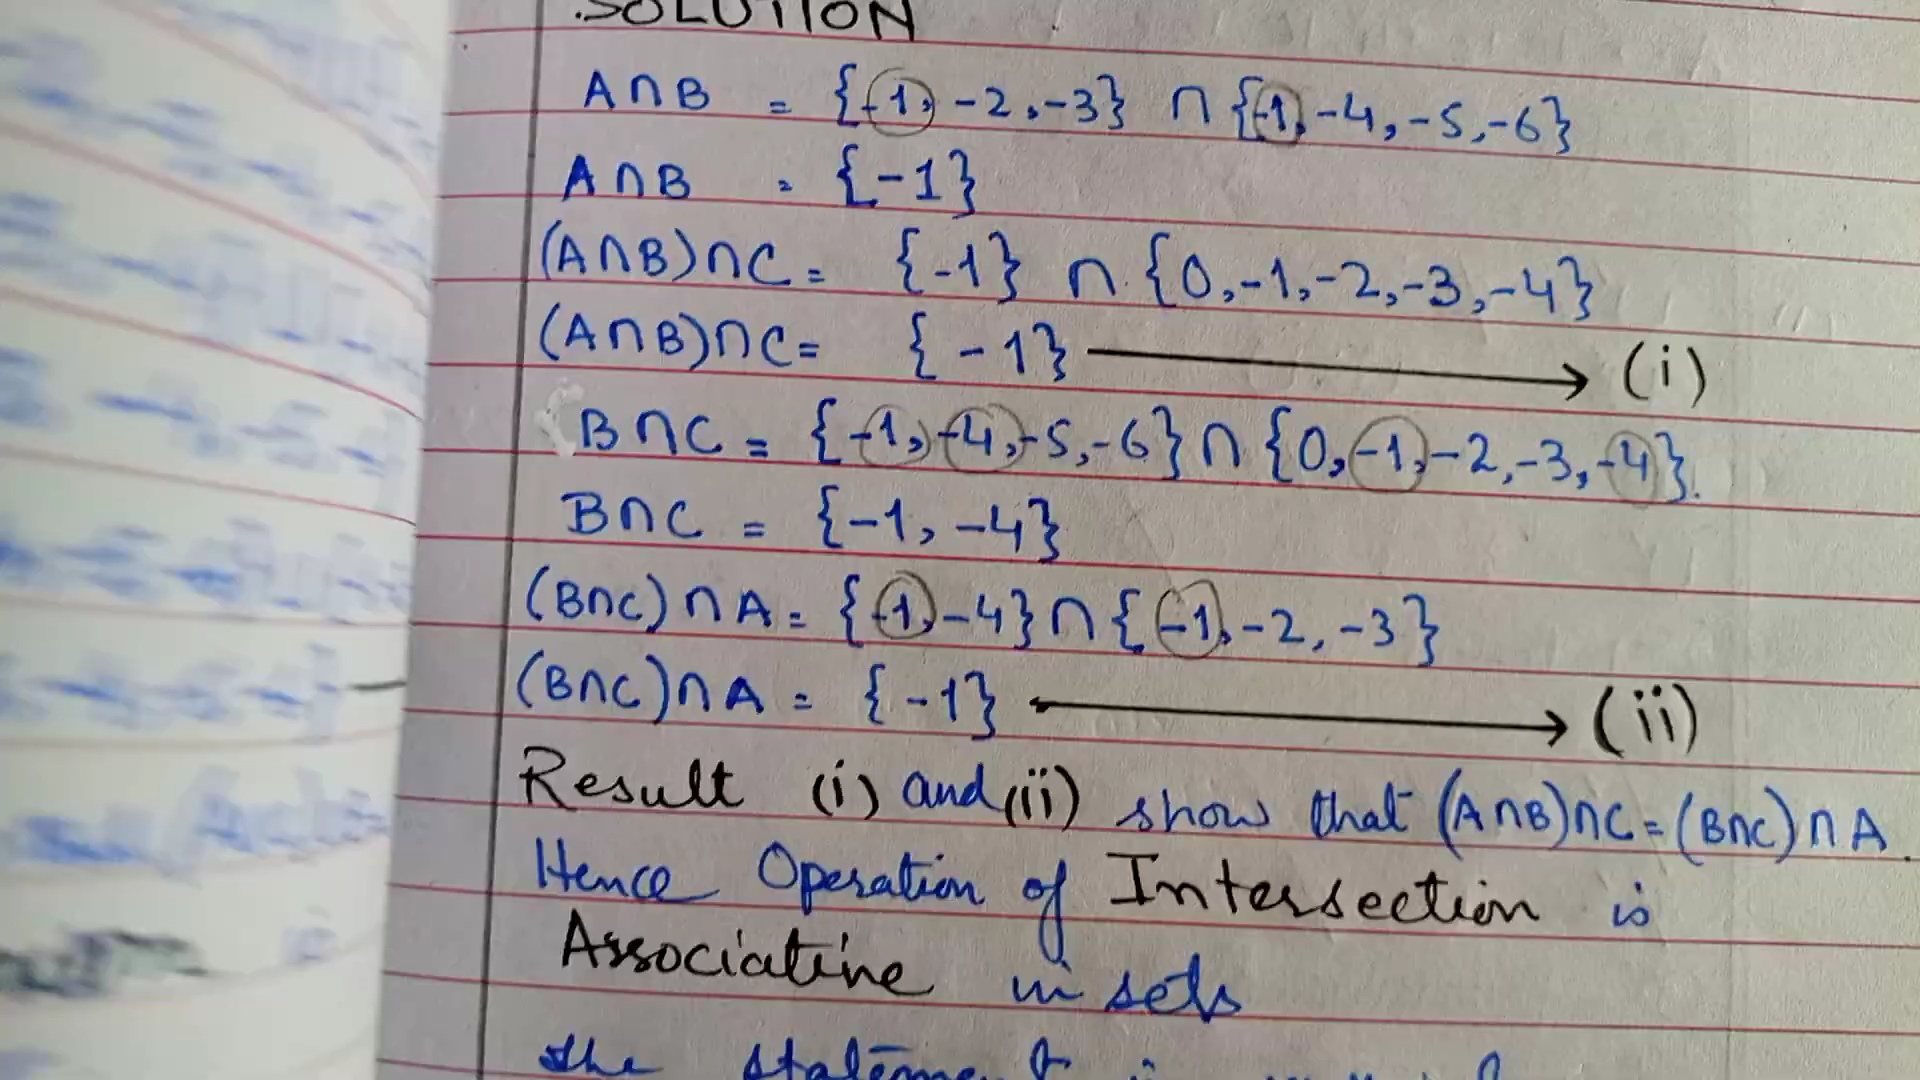 SOLUTION
A∩B = {-1, -2, -3} ∩ {-1, -4, -5, -6}
A∩B = {-1}
(A∩B)∩C = {-1} ∩ {0, -1, -2, -3, -4}
(A∩B)∩C = {-1} ⟶ (i)
B∩C = {-1, -4, -5, -6} ∩ {0, -1, -2, -3, -4}.
B∩C = {-1, -4}
(B∩C)∩A = {-1, -4} ∩ {-1, -2, -3}
(B∩C)∩A = {-1} ⟶ (ii)
Result (i) and (ii) show that (A∩B)∩C = (B∩C)∩A.
Hence Operation of Intersection is
Associative in sets
the statement